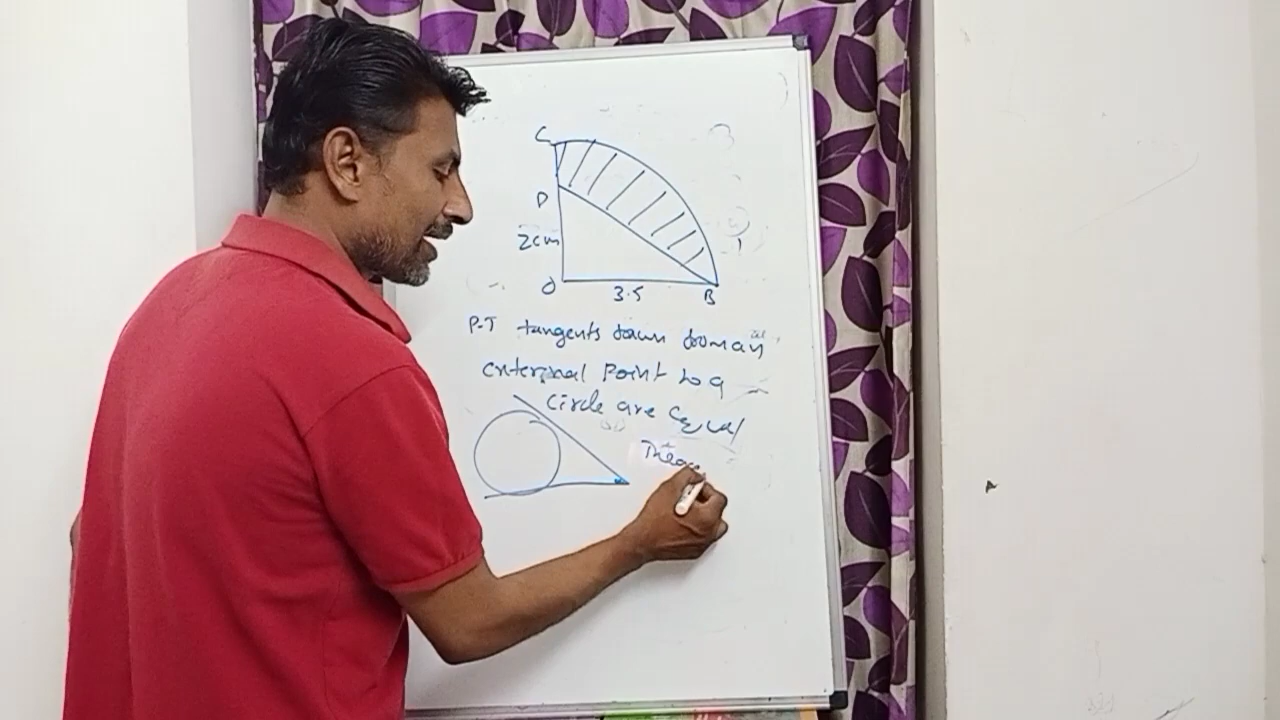 C
D
2cm
O 3.5 B
P.T tangents drawn from an
external point to a
circle are equal
Theo